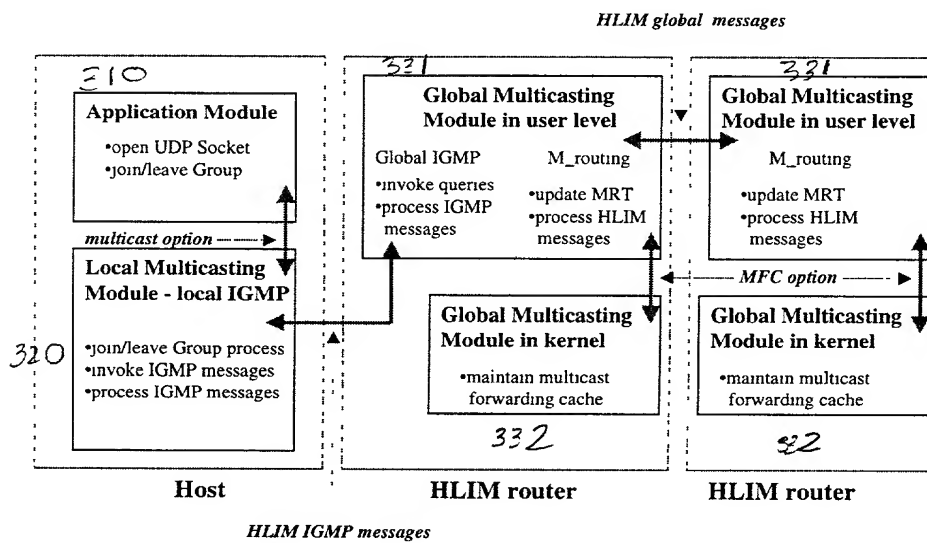 HLIM global messages
310
Application Module
•open UDP Socket
•join/leave Group
multicast option
Local Multicasting
Module - local IGMP
•join/leave Group process
•invoke IGMP messages
•process IGMP messages
320
Host
331
Global Multicasting
Module in user level
Global IGMP
•invoke queries
•process IGMP
messages
M_routing
•update MRT
•process HLIM
messages
Global Multicasting
Module in kernel
•maintain multicast
forwarding cache
332
HLIM router
331
Global Multicasting
Module in user level
M_routing
•update MRT
•process HLIM
messages
MFC option
Global Multicasting
Module in kernel
•maintain multicast
forwarding cache
HLIM router
HLIM IGMP messages